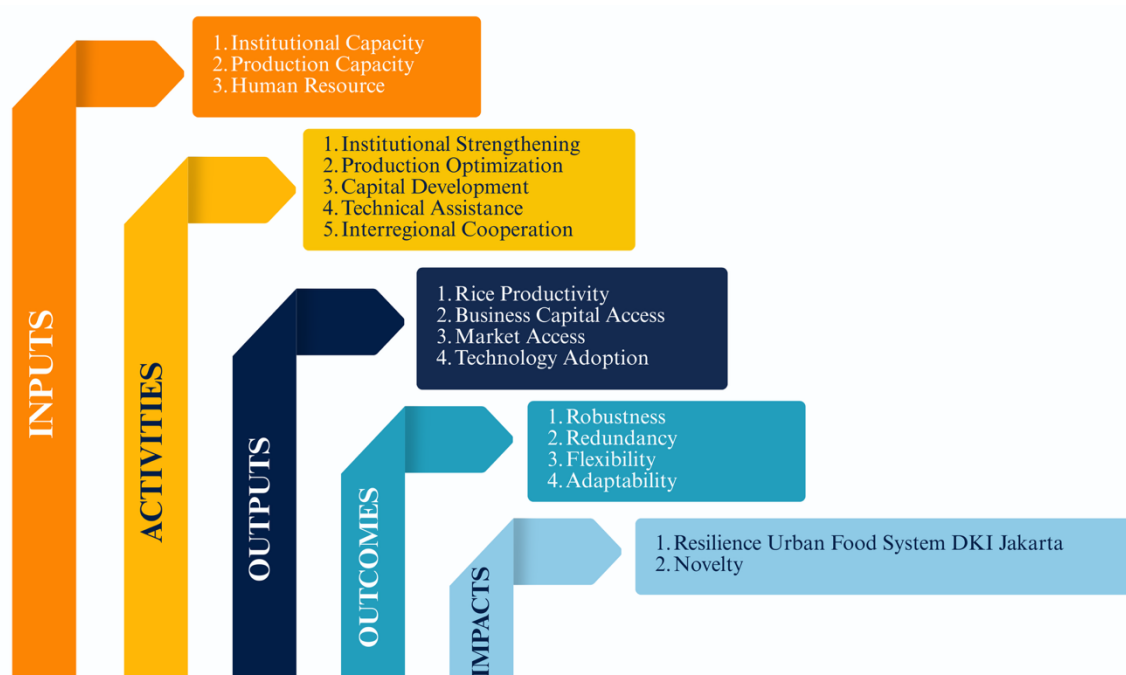 INPUTS
1. Institutional Capacity
2. Production Capacity
3. Human Resource
ACTIVITIES
1. Institutional Strengthening
2. Production Optimization
3. Capital Development
4. Technical Assistance
5. Interregional Cooperation
OUTPUTS
1. Rice Productivity
2. Business Capital Access
3. Market Access
4. Technology Adoption
OUTCOMES
1. Robustness
2. Redundancy
3. Flexibility
4. Adaptability
IMPACTS
1. Resilience Urban Food System DKI Jakarta
2. Novelty